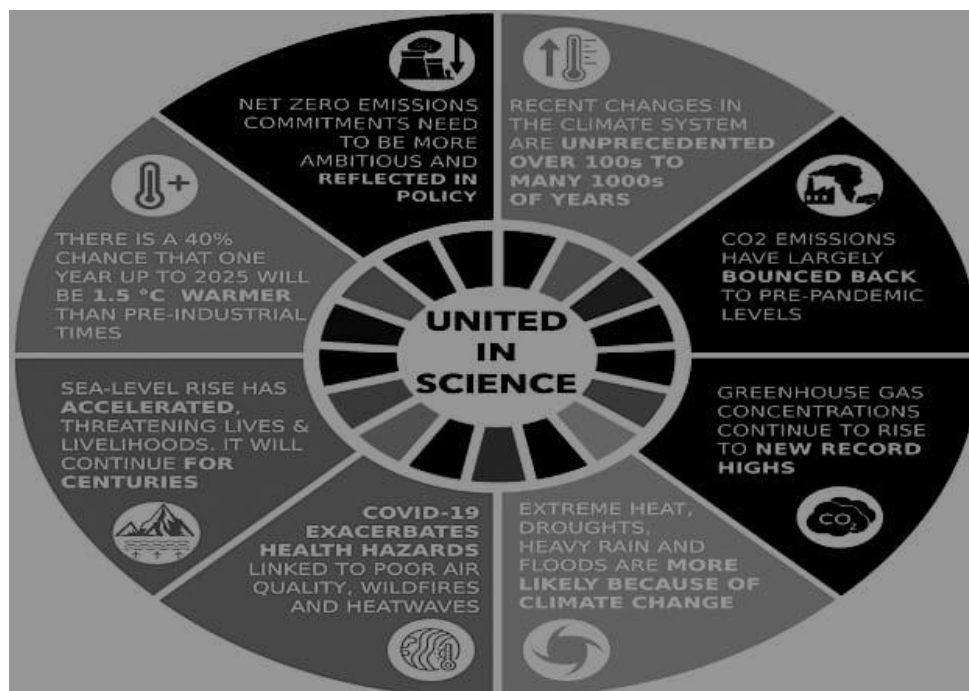 NET ZERO EMISSIONS
COMMITMENTS NEED
TO BE MORE
AMBITIOUS AND
REFLECTED IN
POLICY
RECENT CHANGES IN
THE CLIMATE SYSTEM
ARE UNPRECEDENTED
OVER 100s TO
MANY 1000s
OF YEARS
CO2 EMISSIONS
HAVE LARGELY
BOUNCED BACK
TO PRE-PANDEMIC
LEVELS
GREENHOUSE GAS
CONCENTRATIONS
CONTINUE TO RISE
TO NEW RECORD
HIGHS
CO2
EXTREME HEAT,
DROUGHTS,
HEAVY RAIN AND
FLOODS ARE MORE
LIKELY BECAUSE OF
CLIMATE CHANGE
COVID-19
EXACERBATES
HEALTH HAZARDS
LINKED TO POOR AIR
QUALITY, WILDFIRES
AND HEATWAVES
SEA-LEVEL RISE HAS
ACCELERATED,
THREATENING LIVES &
LIVELIHOODS. IT WILL
CONTINUE FOR
CENTURIES
THERE IS A 40%
CHANCE THAT ONE
YEAR UP TO 2025 WILL
BE 1.5 °C WARMER
THAN PRE-INDUSTRIAL
TIMES
UNITED
IN
SCIENCE